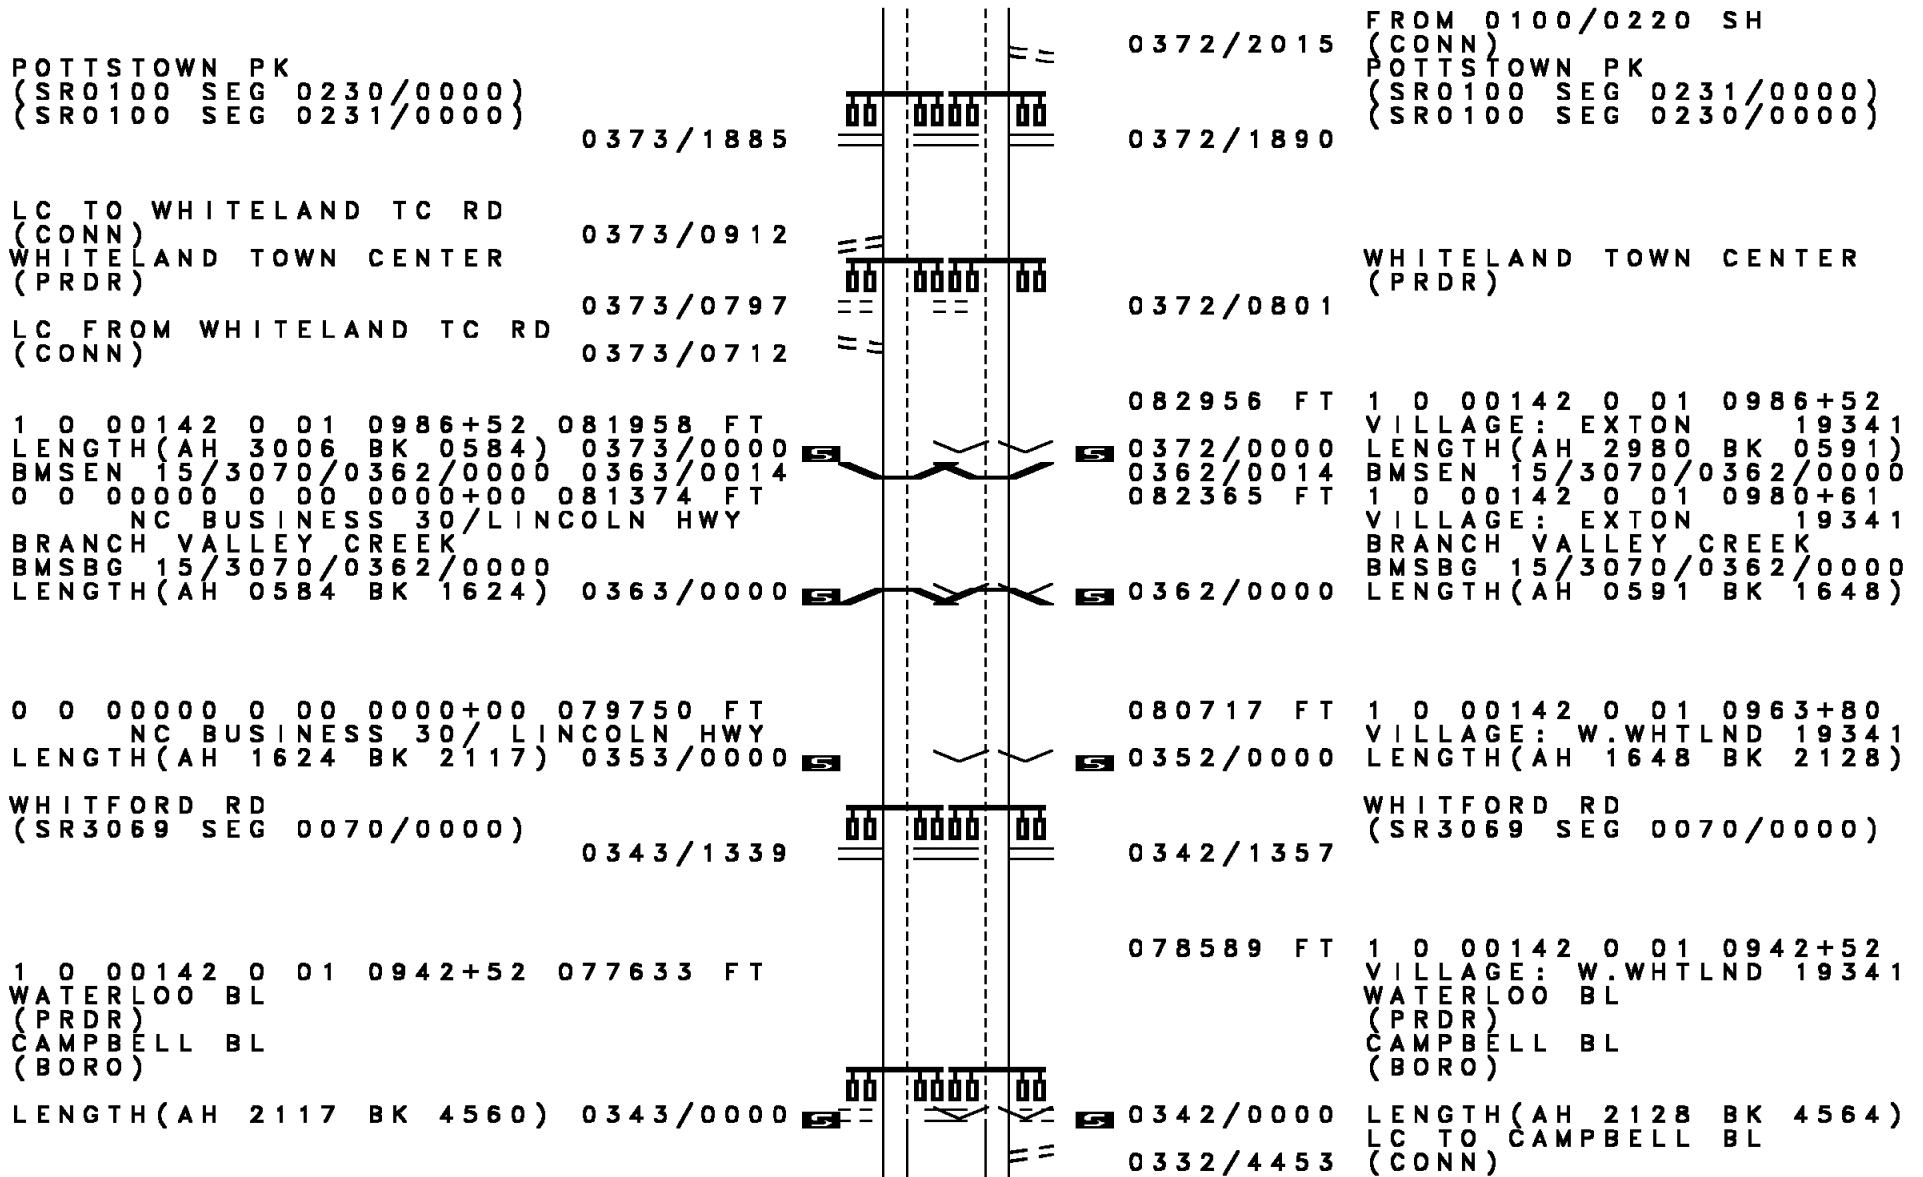 FROM 0100/0220 SH
0372/2015 (CONN)
POTTSTOWN PK POTTSTOWN PK
(SR0100 SEG 0230/0000) (SR0100 SEG 0231/0000)
(SR0100 SEG 0231/0000) (SR0100 SEG 0230/0000)
0373/1885 0372/1890
LC TO WHITELAND TC RD
(CONN) 0373/0912
WHITELAND TOWN CENTER WHITELAND TOWN CENTER
(PRDR) (PRDR)
0373/0797 0372/0801
LC FROM WHITELAND TC RD
(CONN) 0373/0712
082956 FT 1 0 00142 0 01 0986+52
1 0 00142 0 01 0986+52 081958 FT VILLAGE: EXTON 19341
LENGTH(AH 3006 BK 0584) 0373/0000 S S 0372/0000 LENGTH(AH 2980 BK 0591)
BMSEN 15/3070/0362/0000 0363/0014 0362/0014 BMSEN 15/3070/0362/0000
0 0 00000 0 00 0000+00 081374 FT 082365 FT 1 0 00142 0 01 0980+61
NC BUSINESS 30/LINCOLN HWY VILLAGE: EXTON 19341
BRANCH VALLEY CREEK BRANCH VALLEY CREEK
BMSBG 15/3070/0362/0000 BMSBG 15/3070/0362/0000
LENGTH(AH 0584 BK 1624) 0363/0000 S S 0362/0000 LENGTH(AH 0591 BK 1648)
0 0 00000 0 00 0000+00 079750 FT 080717 FT 1 0 00142 0 01 0963+80
NC BUSINESS 30/ LINCOLN HWY VILLAGE: W.WHTLND 19341
LENGTH(AH 1624 BK 2117) 0353/0000 S S 0352/0000 LENGTH(AH 1648 BK 2128)
WHITFORD RD WHITFORD RD
(SR3069 SEG 0070/0000) (SR3069 SEG 0070/0000)
0343/1339 0342/1357
078589 FT 1 0 00142 0 01 0942+52
1 0 00142 0 01 0942+52 077633 FT VILLAGE: W.WHTLND 19341
WATERLOO BL WATERLOO BL
(PRDR) (PRDR)
CAMPBELL BL CAMPBELL BL
(BORO) (BORO)
LENGTH(AH 2117 BK 4560) 0343/0000 S S 0342/0000 LENGTH(AH 2128 BK 4564)
LC TO CAMPBELL BL
0332/4453 (CONN)